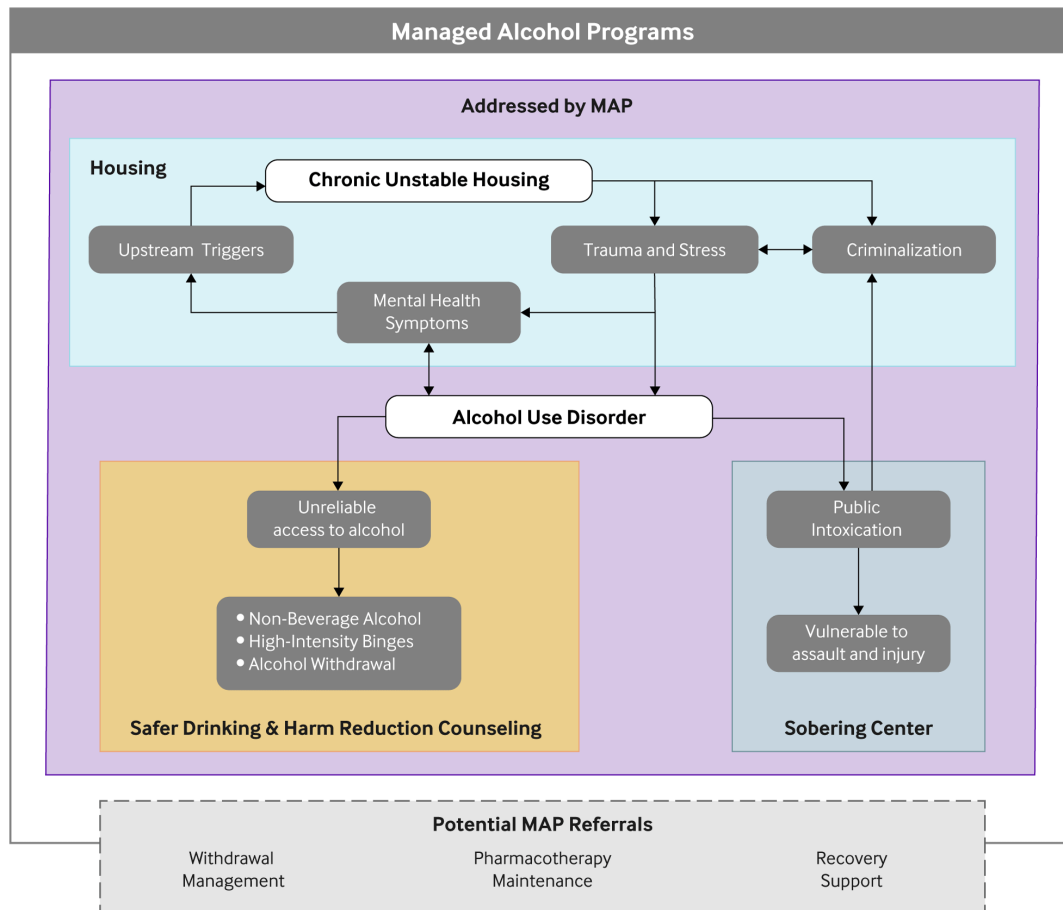 Managed Alcohol Programs
Addressed by MAP
Housing
Chronic Unstable Housing
Upstream Triggers
Trauma and Stress
Criminalization
Mental Health
Symptoms
Alcohol Use Disorder
Unreliable
access to alcohol
• Non-Beverage Alcohol
• High-Intensity Binges
• Alcohol Withdrawal
Safer Drinking & Harm Reduction Counseling
Public
Intoxication
Vulnerable to
assault and injury
Sobering Center
Potential MAP Referrals
Withdrawal
Management
Pharmacotherapy
Maintenance
Recovery
Support